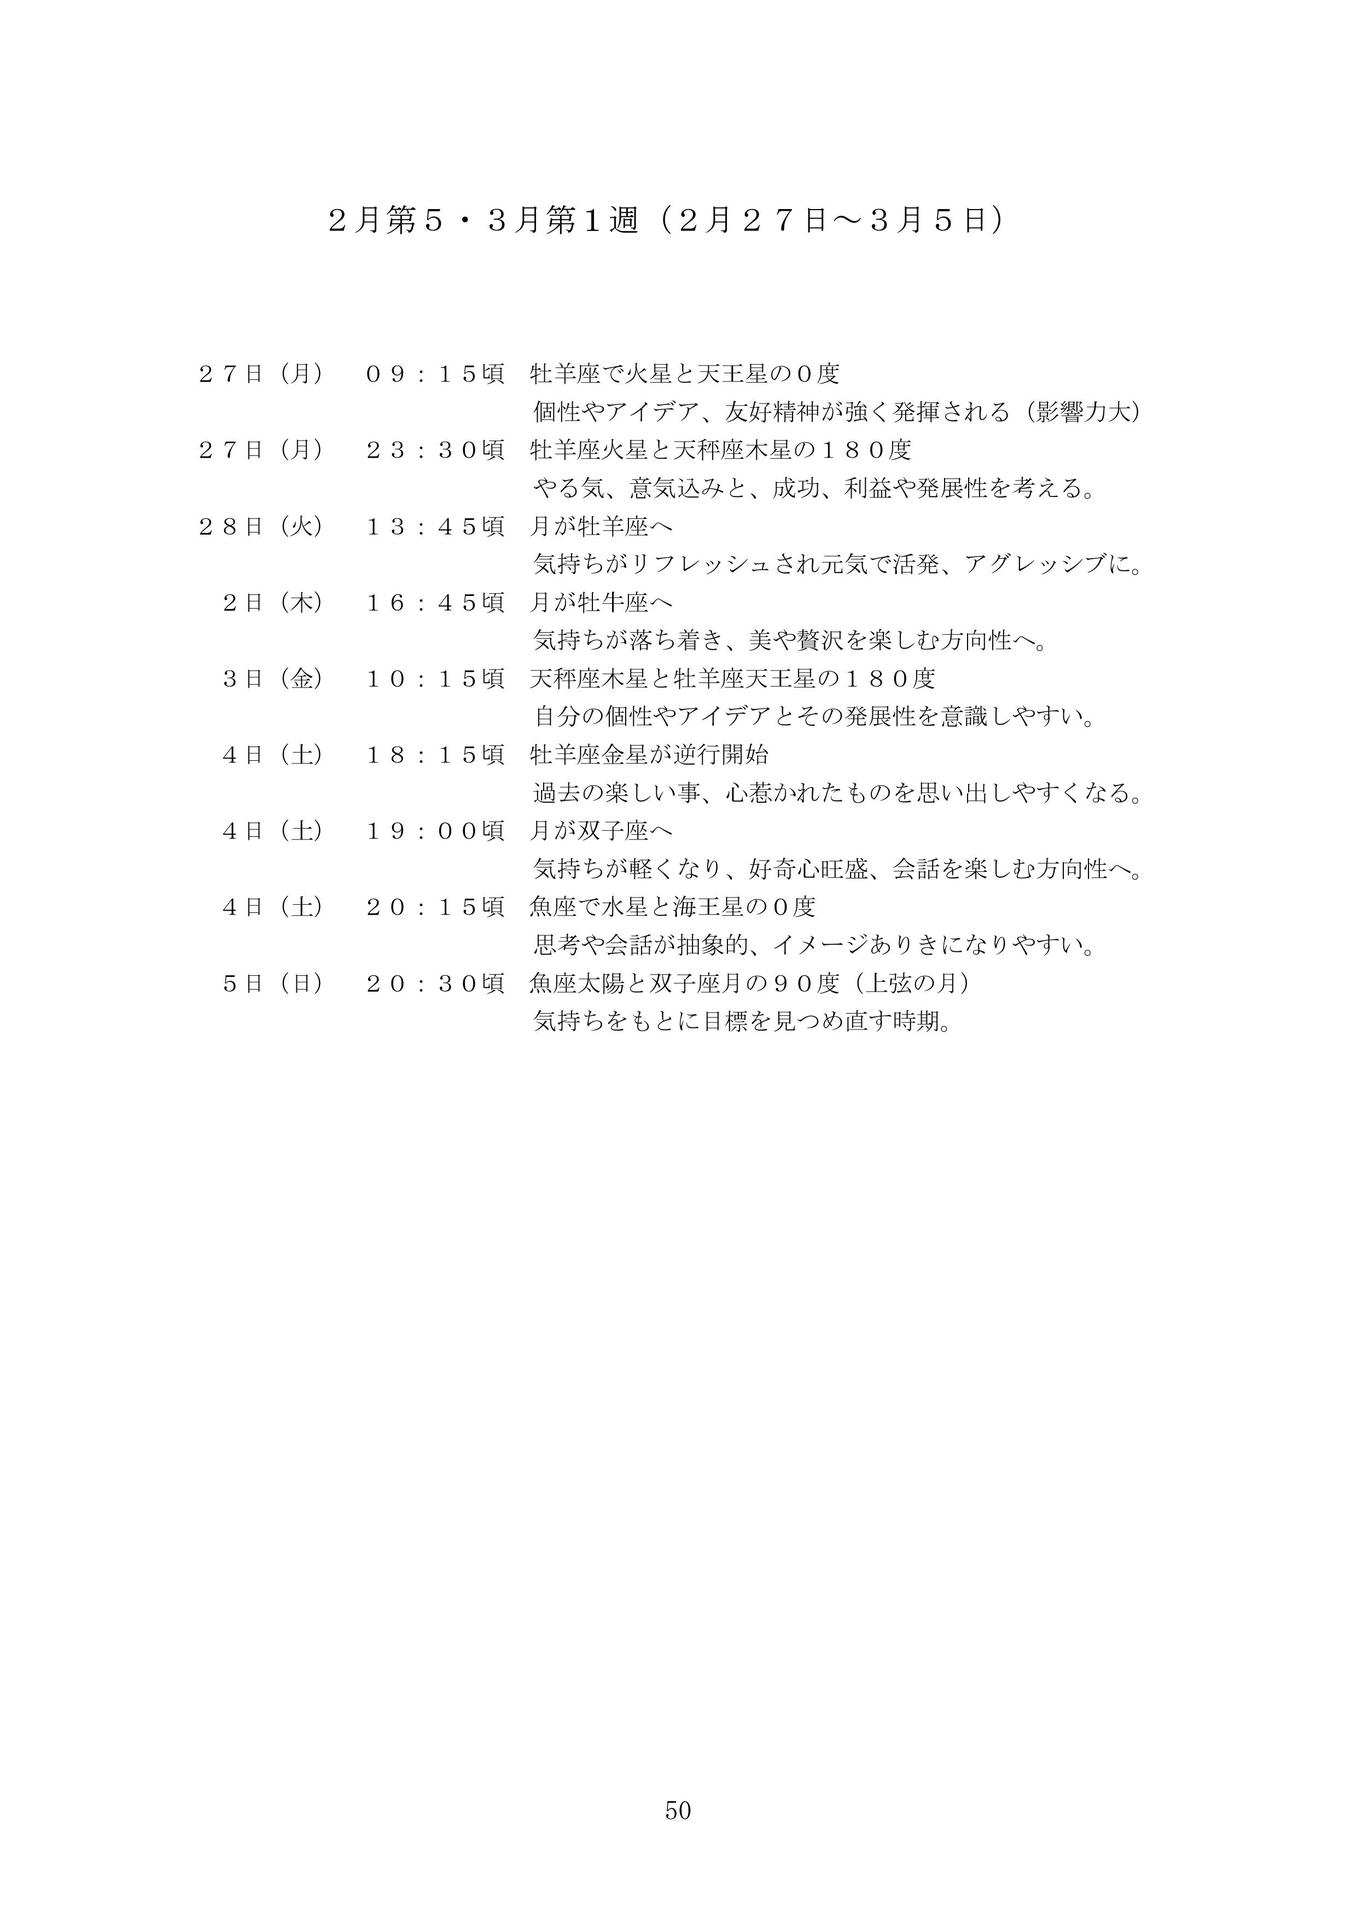 ２月第５・３月第１週（２月２７日～３月５日）
２７日（月）　０９：１５頃　牡羊座で火星と天王星の０度
個性やアイデア、友好精神が強く発揮される（影響力大）
２７日（月）　２３：３０頃　牡羊座火星と天秤座木星の１８０度
やる気、意気込みと、成功、利益や発展性を考える。
２８日（火）　１３：４５頃　月が牡羊座へ
気持ちがリフレッシュされ元気で活発、アグレッシブに。
２日（木）　１６：４５頃　月が牡牛座へ
気持ちが落ち着き、美や贅沢を楽しむ方向性へ。
３日（金）　１０：１５頃　天秤座木星と牡羊座天王星の１８０度
自分の個性やアイデアとその発展性を意識しやすい。
４日（土）　１８：１５頃　牡羊座金星が逆行開始
過去の楽しい事、心惹かれたものを思い出しやすくなる。
４日（土）　１９：００頃　月が双子座へ
気持ちが軽くなり、好奇心旺盛、会話を楽しむ方向性へ。
４日（土）　２０：１５頃　魚座で水星と海王星の０度
思考や会話が抽象的、イメージありきになりやすい。
５日（日）　２０：３０頃　魚座太陽と双子座月の９０度（上弦の月）
気持ちをもとに目標を見つめ直す時期。
50